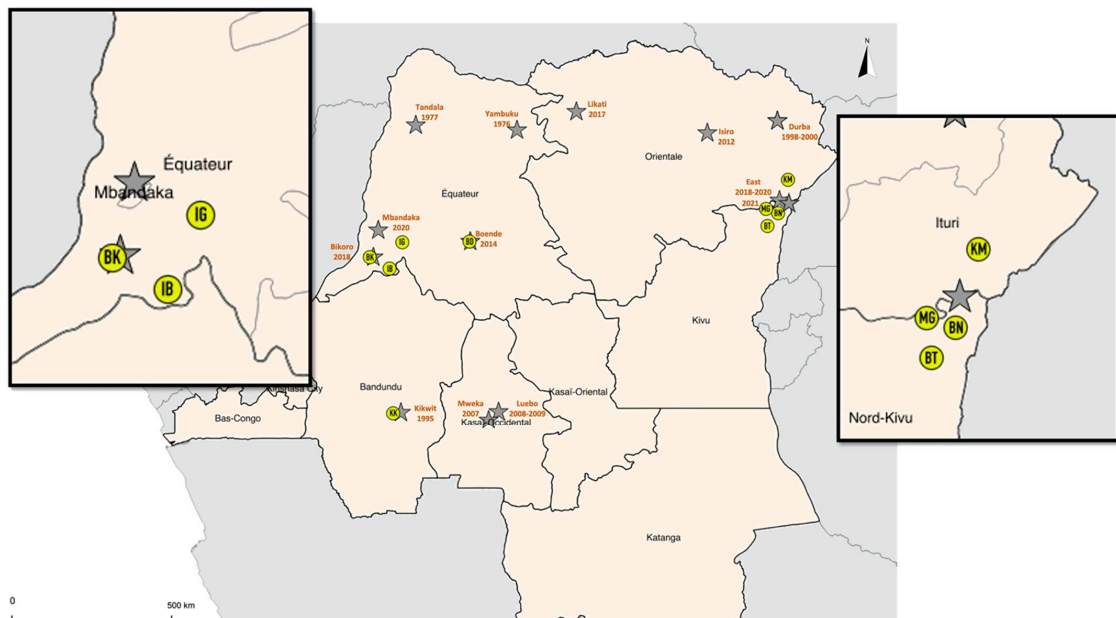 Équateur
Mbandaka
IG
BK
IB
N
Tandala
1977
Yambuku
1976
Likati
2017
Isiro
2012
Durba
1998-2000
Orientale
East
2018-2020
2021
KM
MG
BN
BT
Équateur
Mbandaka
2020
IG
Bikoro
2018
BK
IB
BD
Boende
2014
Kivu
Kinshasa City
Bas-Congo
Bandundu
KK
Kikwit
1995
Mweka
2007
Luebo
2008-2009
Kasaï-Occidental
Kasaï-Oriental
Katanga
Ituri
KM
MG
BN
BT
Nord-Kivu
0
500 km